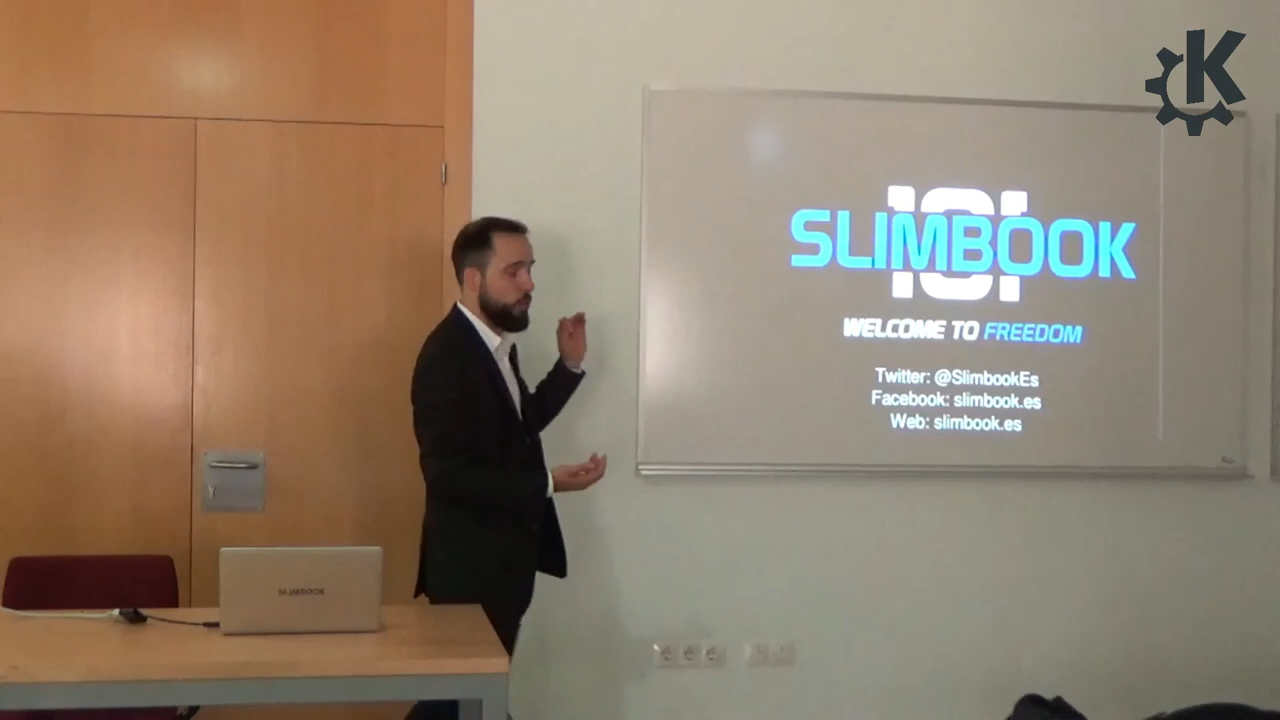 SLIMBOOK
WELCOME TO FREEDOM
Twitter: @SlimbookEs
Facebook: slimbook.es
Web: slimbook.es
SLIMBOOK
K